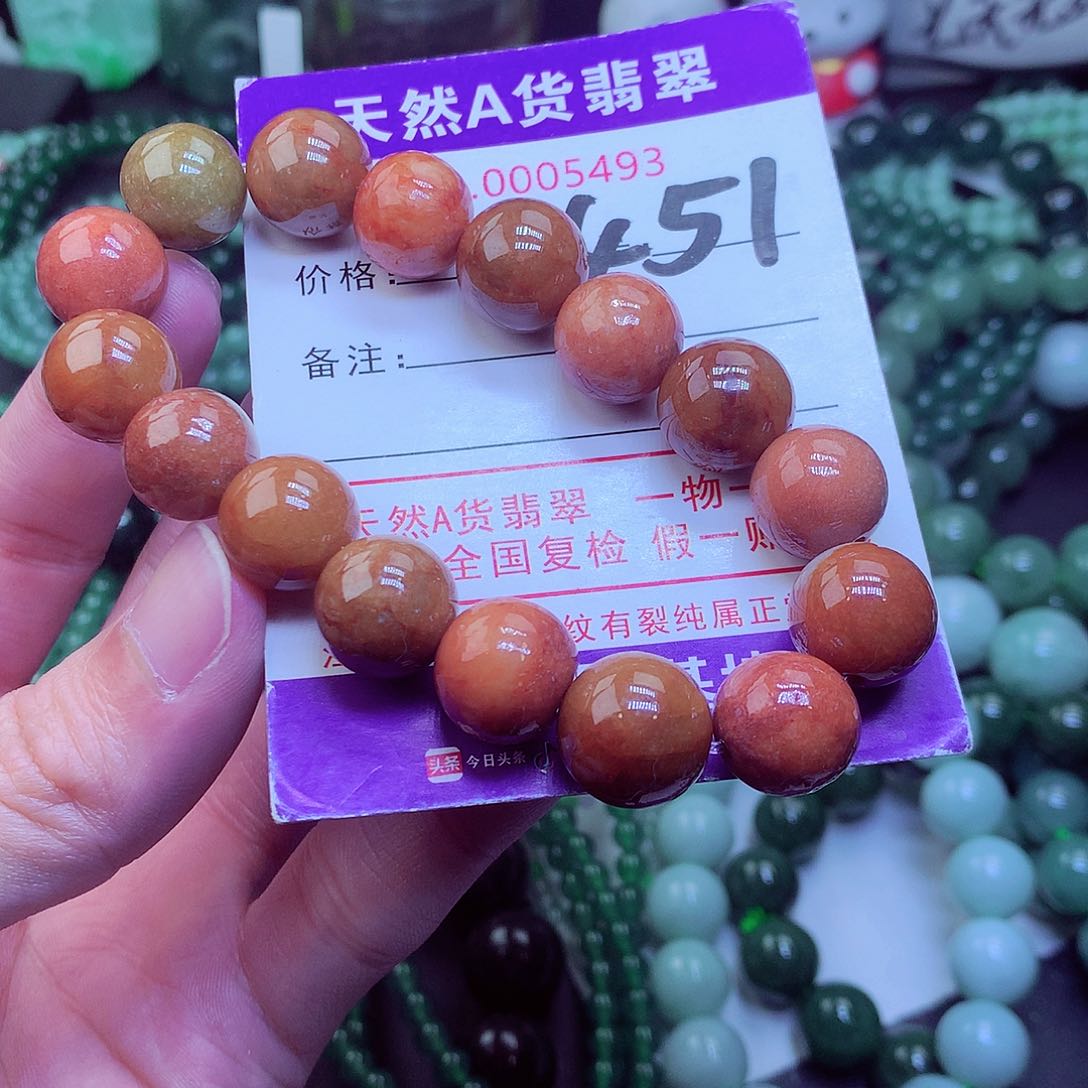 天然A货翡翠
.0005493
451
价格：
备注：
天然A货翡翠 一物一
全国复检 假一赔
纹有裂纯属正常
头条 今日头条